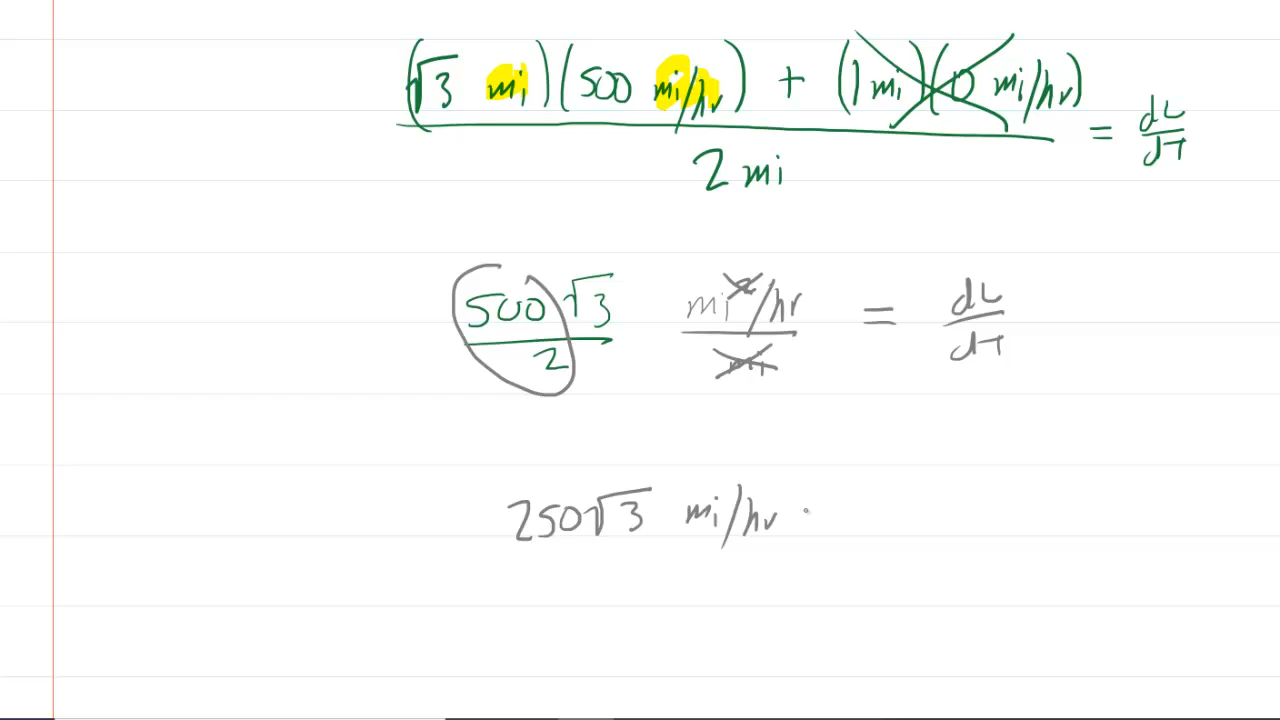 (√3 mi)(500 mi/hr) + (1 mi)(0 mi/hr)
2 mi
= dL/dT
500√3/2 mi²/hr/mi = dL/dT
250√3 mi/hr